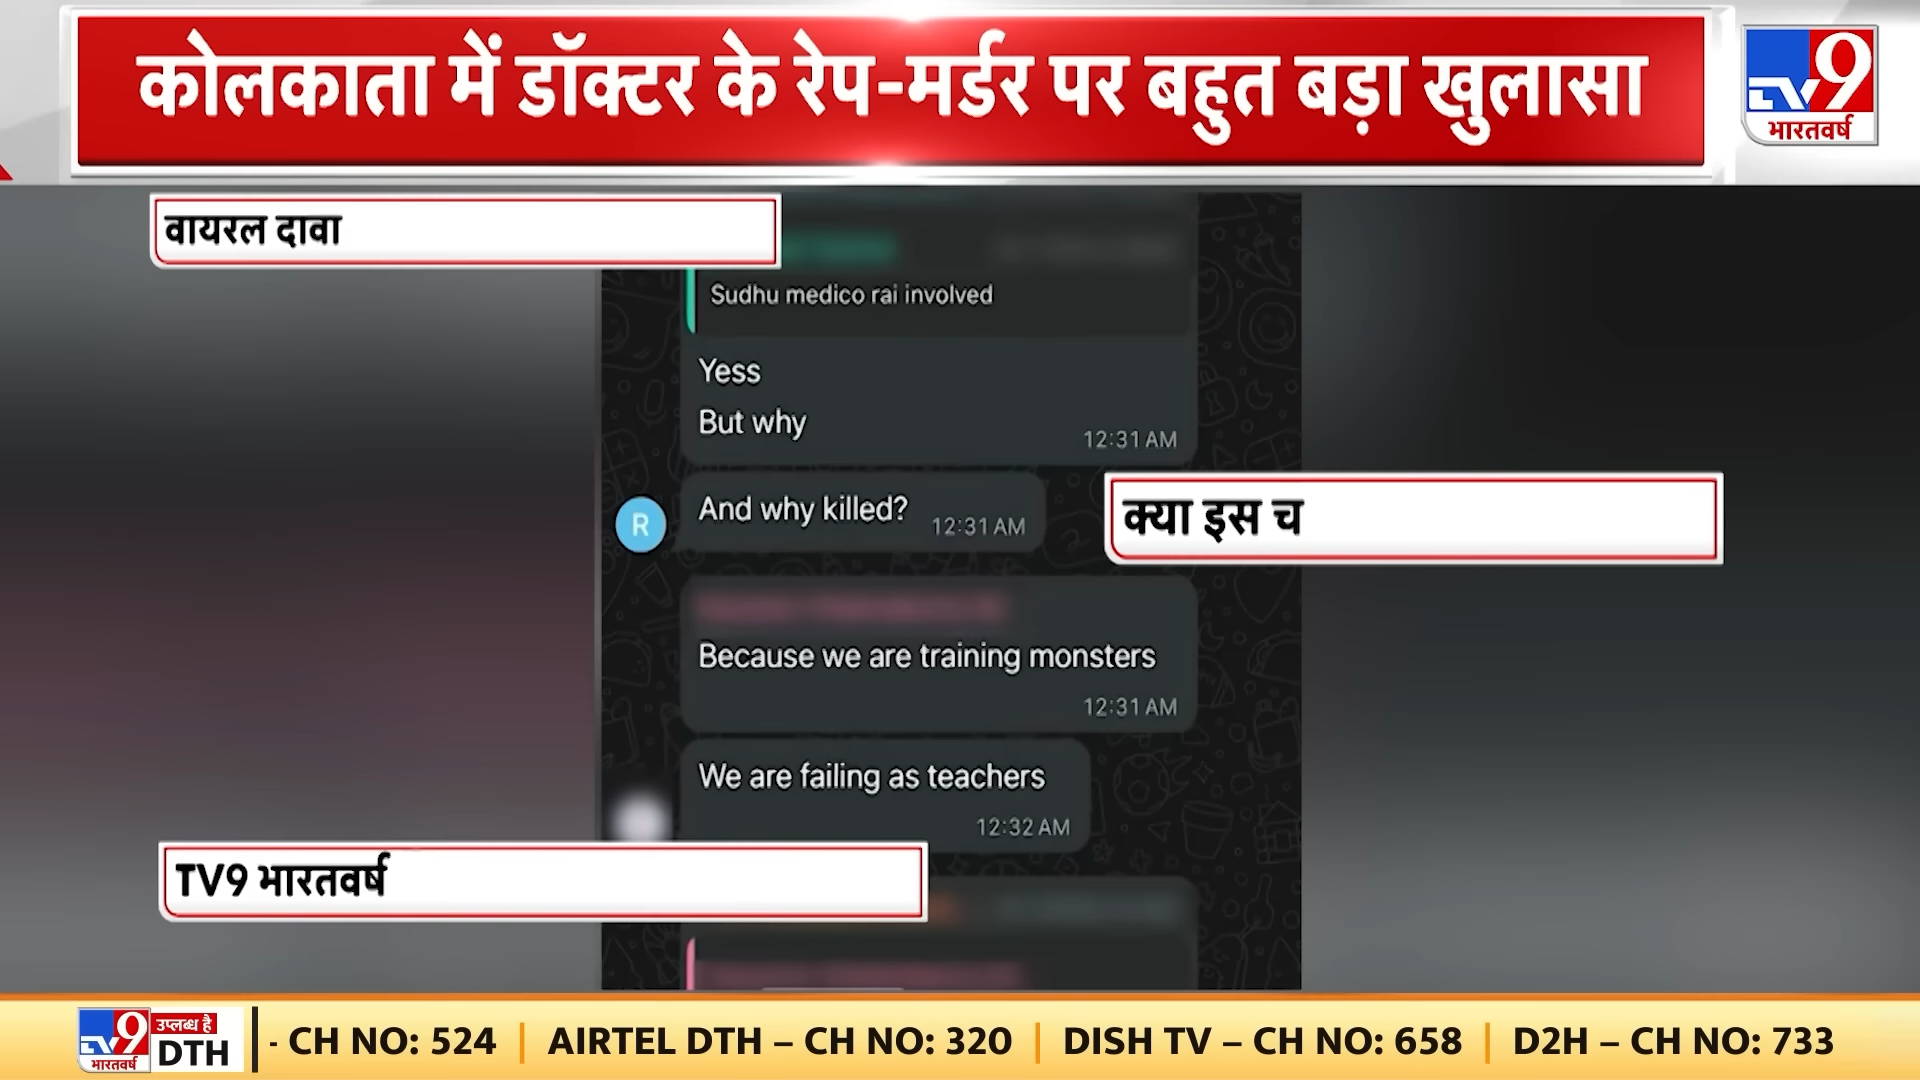 कोलकाता में डॉक्टर के रेप-मर्डर पर बहुत बड़ा खुलासा
TV9
भारतवर्ष
वायरल दावा
Sudhu medico rai involved
Yess
But why
12:31 AM
R
And why killed?
12:31 AM
क्या इस च
Because we are training monsters
12:31 AM
We are failing as teachers
12:32 AM
TV9 भारतवर्ष
TV9 भारतवर्ष उपलब्ध है DTH - CH NO: 524 | AIRTEL DTH – CH NO: 320 | DISH TV – CH NO: 658 | D2H – CH NO: 733